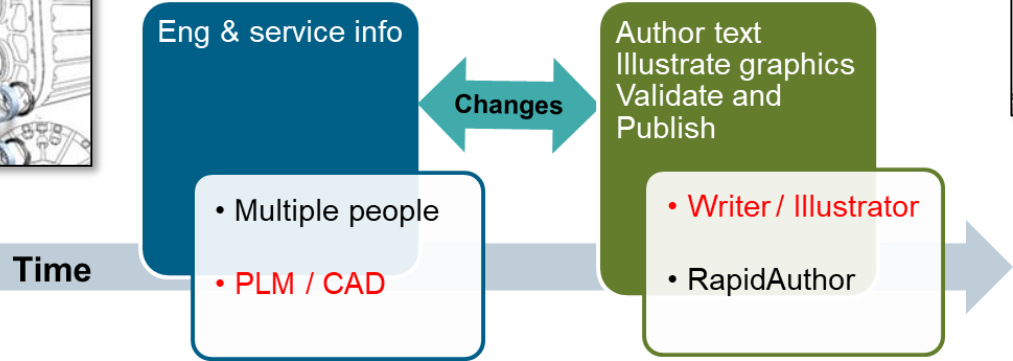 Eng & service info
Changes
Author text
Illustrate graphics
Validate and
Publish
• Multiple people
• PLM / CAD
• Writer / Illustrator
• RapidAuthor
Time